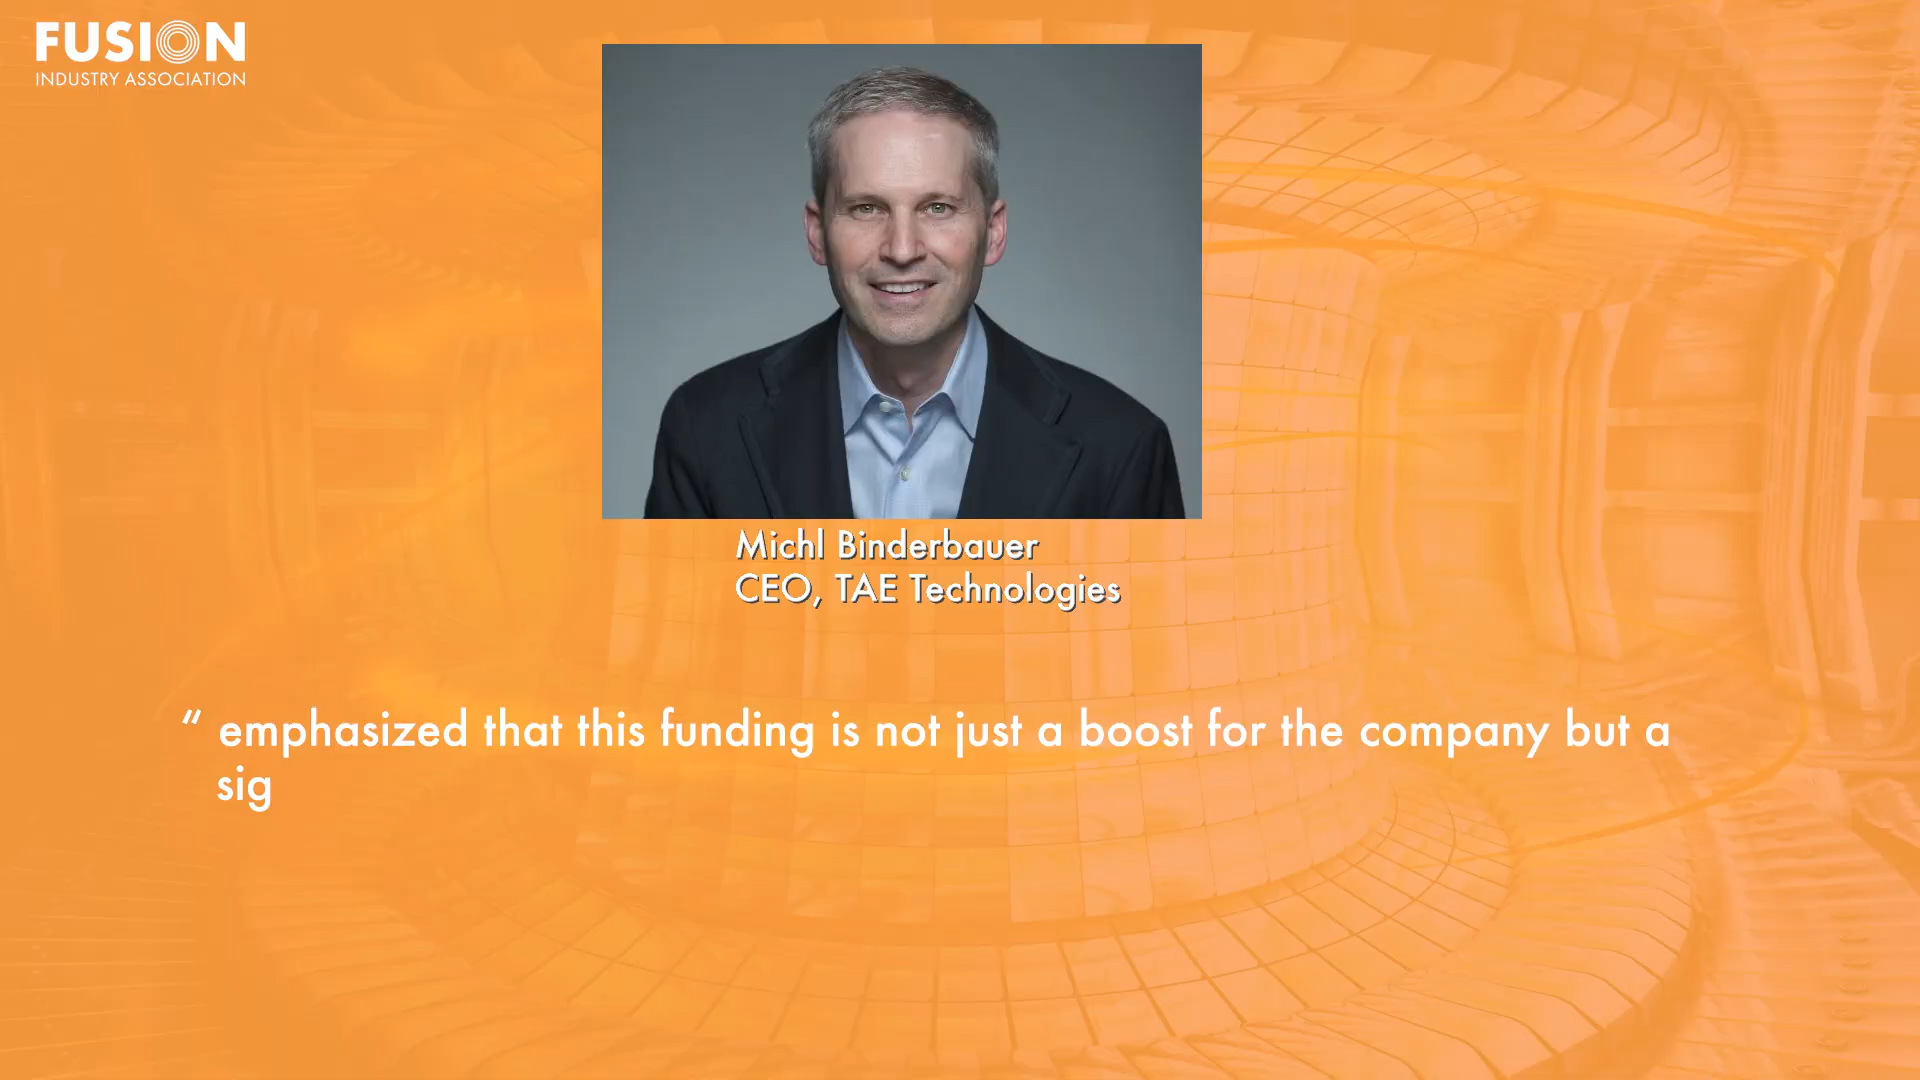 FUSION
INDUSTRY ASSOCIATION
Michl Binderbauer
CEO, TAE Technologies
“ emphasized that this funding is not just a boost for the company but a
sig